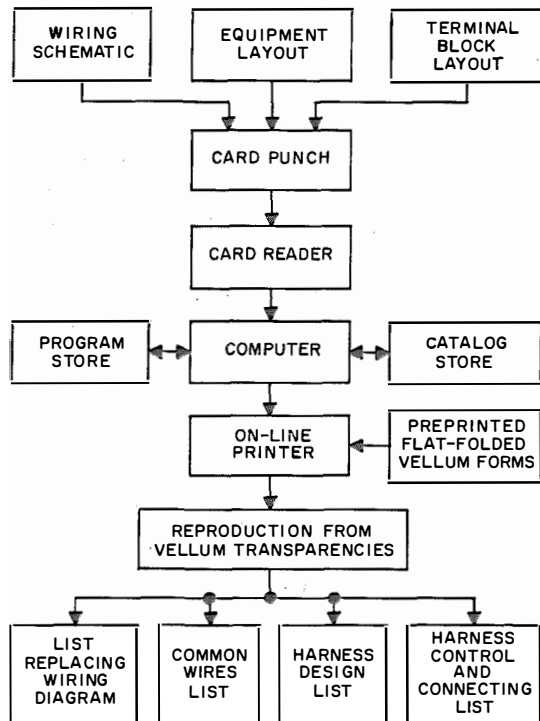 WIRING
SCHEMATIC
EQUIPMENT
LAYOUT
TERMINAL
BLOCK
LAYOUT
CARD PUNCH
CARD READER
PROGRAM
STORE
COMPUTER
CATALOG
STORE
ON-LINE
PRINTER
PREPRINTED
FLAT-FOLDED
VELLUM FORMS
REPRODUCTION FROM
VELLUM TRANSPARENCIES
LIST
REPLACING
WIRING
DIAGRAM
COMMON
WIRES
LIST
HARNESS
DESIGN
LIST
HARNESS
CONTROL
AND
CONNECTING
LIST